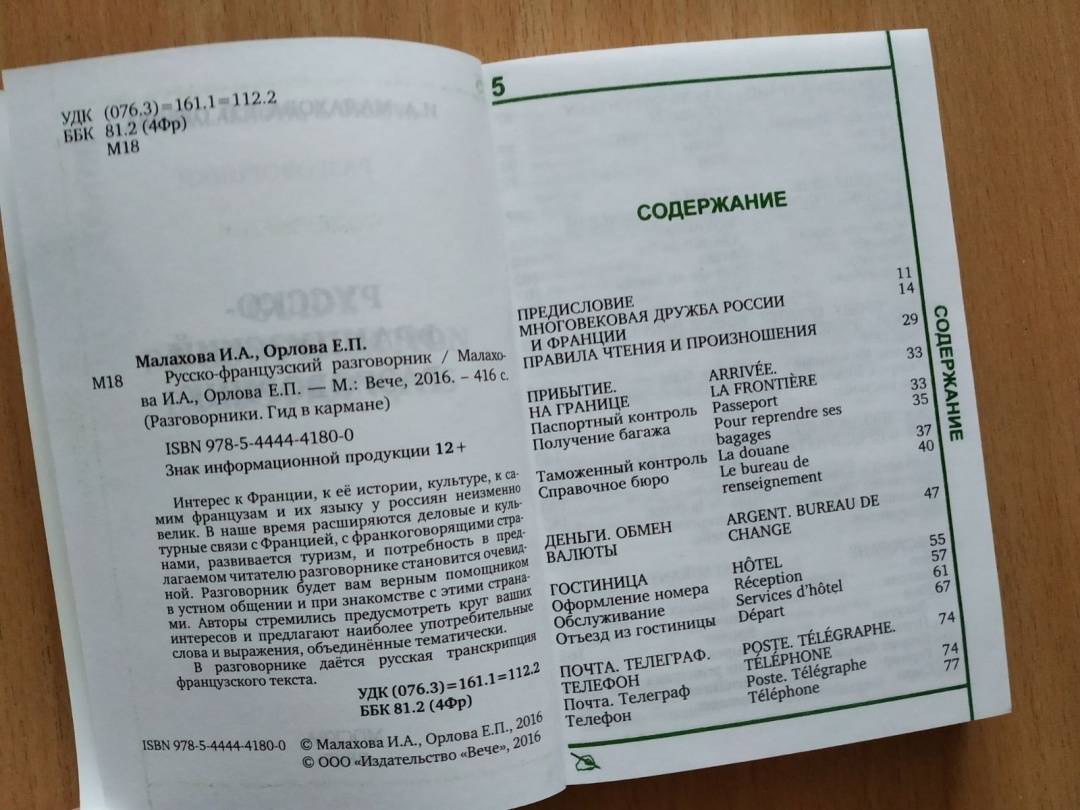 УДК (076.3)=161.1=112.2
ББК 81.2 (4Фр)
М18
Малахова И.А., Орлова Е.П.
М18 Русско-французский разговорник / Малахо-
ва И.А., Орлова Е.П. — М.: Вече, 2016. – 416 с.
(Разговорники. Гид в кармане)
ISBN 978-5-4444-4180-0
Знак информационной продукции 12+
Интерес к Франции, к её истории, культуре, к са-
мим французам и их языку у россиян неизменно
велик. В наше время расширяются деловые и куль-
турные связи с Францией, с франкоговорящими стра-
нами, развивается туризм, и потребность в пред-
лагаемом читателю разговорнике становится очевид-
ной. Разговорник будет вам верным помощником
в устном общении и при знакомстве с этими страна-
ми. Авторы стремились предусмотреть круг ваших
интересов и предлагают наиболее употребительные
слова и выражения, объединённые тематически.
В разговорнике даётся русская транскрипция
французского текста.
УДК (076.3)=161.1=112.2
ББК 81.2 (4Фр)
ISBN 978-5-4444-4180-0 © Малахова И.А., Орлова Е.П., 2016
© ООО «Издательство «Вече», 2016
5
СОДЕРЖАНИЕ
ПРЕДИСЛОВИЕ 11
МНОГОВЕКОВАЯ ДРУЖБА РОССИИ 14
И ФРАНЦИИ
ПРАВИЛА ЧТЕНИЯ И ПРОИЗНОШЕНИЯ 29
ПРИБЫТИЕ. ARRIVÉE. 33
НА ГРАНИЦЕ LA FRONTIÈRE
Паспортный контроль Passeport 33
Получение багажа Pour reprendre ses 35
bagages
Таможенный контроль La douane 37
Справочное бюро Le bureau de 40
renseignement
ДЕНЬГИ. ОБМЕН ARGENT. BUREAU DE 47
ВАЛЮТЫ CHANGE
ГОСТИНИЦА HÔTEL 55
Оформление номера Réception 57
Обслуживание Services d'hôtel 61
Отъезд из гостиницы Départ 67
ПОЧТА. ТЕЛЕГРАФ. POSTE. TÉLÉGRAPHE. 74
ТЕЛЕФОН TÉLÉPHONE
Почта. Телеграф Poste. Télégraphe 74
Телефон Téléphone 77
СОДЕРЖАНИЕ